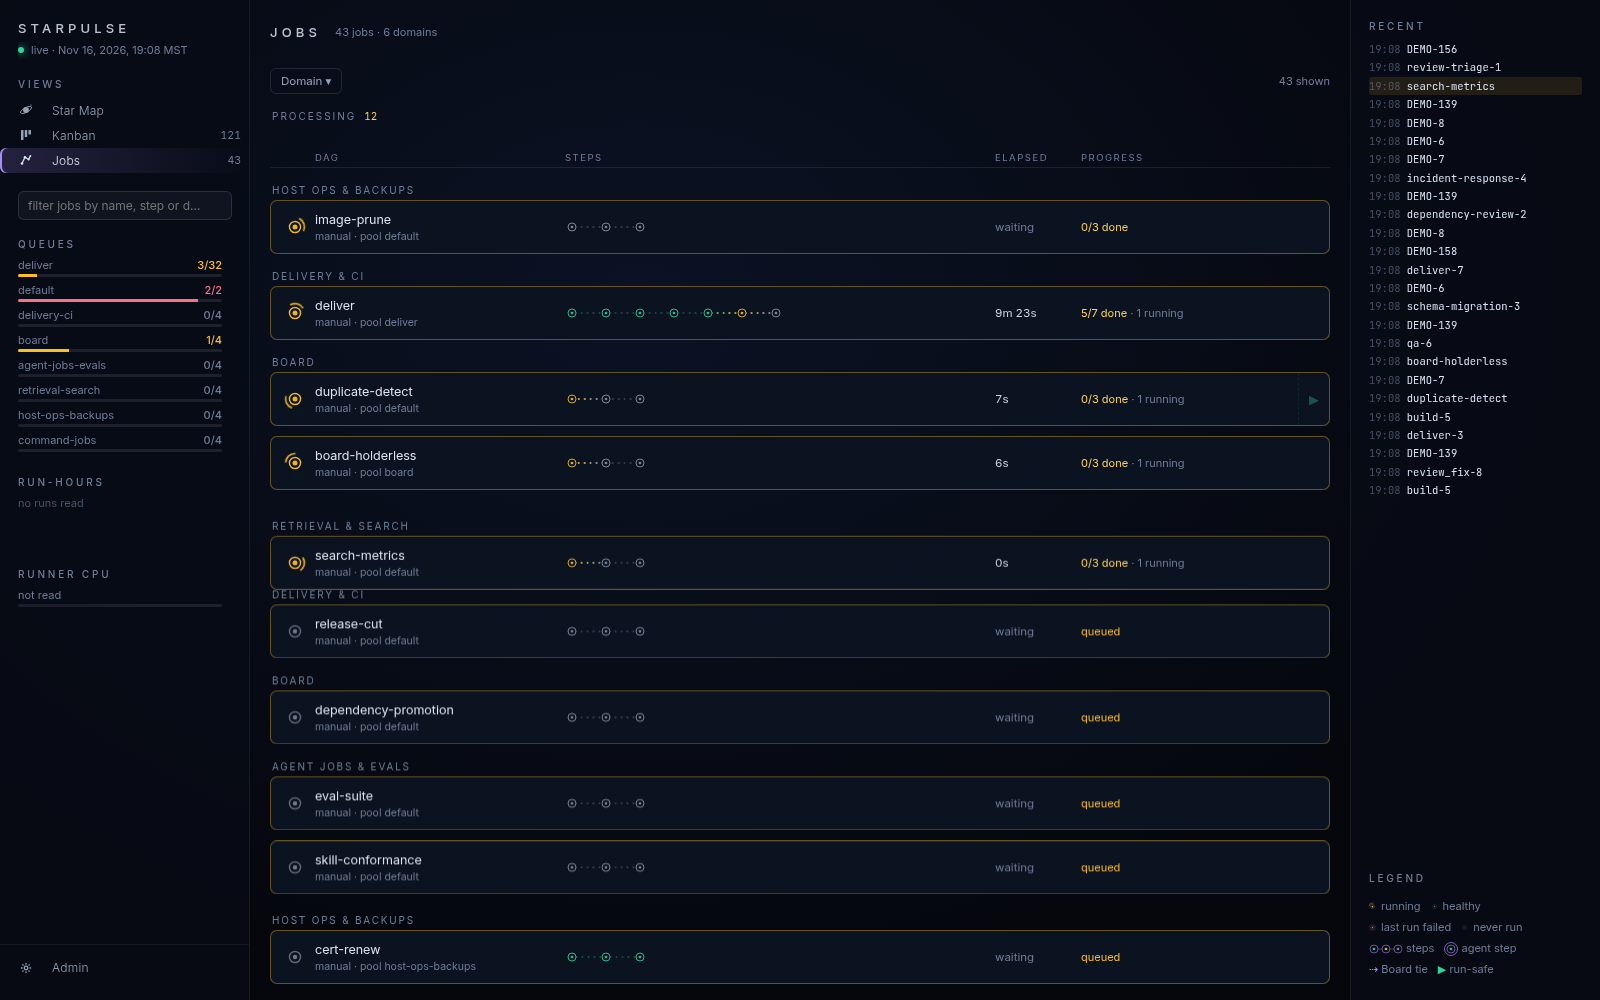 STARPULSE
live · Nov 16, 2026, 19:08 MST
VIEWS
Star Map
Kanban 121
Jobs 43
filter jobs by name, step or d...
QUEUES
deliver 3/32
default 2/2
delivery-ci 0/4
board 1/4
agent-jobs-evals 0/4
retrieval-search 0/4
host-ops-backups 0/4
command-jobs 0/4
RUN-HOURS
no runs read
RUNNER CPU
not read
Admin
JOBS 43 jobs · 6 domains
Domain ▾ 43 shown
PROCESSING 12
DAG STEPS ELAPSED PROGRESS
HOST OPS & BACKUPS
image-prune
manual · pool default
waiting 0/3 done
DELIVERY & CI
deliver
manual · pool deliver
9m 23s 5/7 done · 1 running
BOARD
duplicate-detect
manual · pool default
7s 0/3 done · 1 running
board-holderless
manual · pool board
6s 0/3 done · 1 running
RETRIEVAL & SEARCH
search-metrics
manual · pool default
0s 0/3 done · 1 running
DELIVERY & CI
release-cut
manual · pool default
waiting queued
BOARD
dependency-promotion
manual · pool default
waiting queued
AGENT JOBS & EVALS
eval-suite
manual · pool default
waiting queued
skill-conformance
manual · pool default
waiting queued
HOST OPS & BACKUPS
cert-renew
manual · pool host-ops-backups
waiting queued
RECENT
19:08 DEMO-156
19:08 review-triage-1
19:08 search-metrics
19:08 DEMO-139
19:08 DEMO-8
19:08 DEMO-6
19:08 DEMO-7
19:08 incident-response-4
19:08 DEMO-139
19:08 dependency-review-2
19:08 DEMO-8
19:08 DEMO-158
19:08 deliver-7
19:08 DEMO-6
19:08 schema-migration-3
19:08 DEMO-139
19:08 qa-6
19:08 board-holderless
19:08 DEMO-7
19:08 duplicate-detect
19:08 build-5
19:08 deliver-3
19:08 DEMO-139
19:08 review_fix-8
19:08 build-5
LEGEND
running healthy
last run failed never run
steps agent step
⇢ Board tie ▶ run-safe